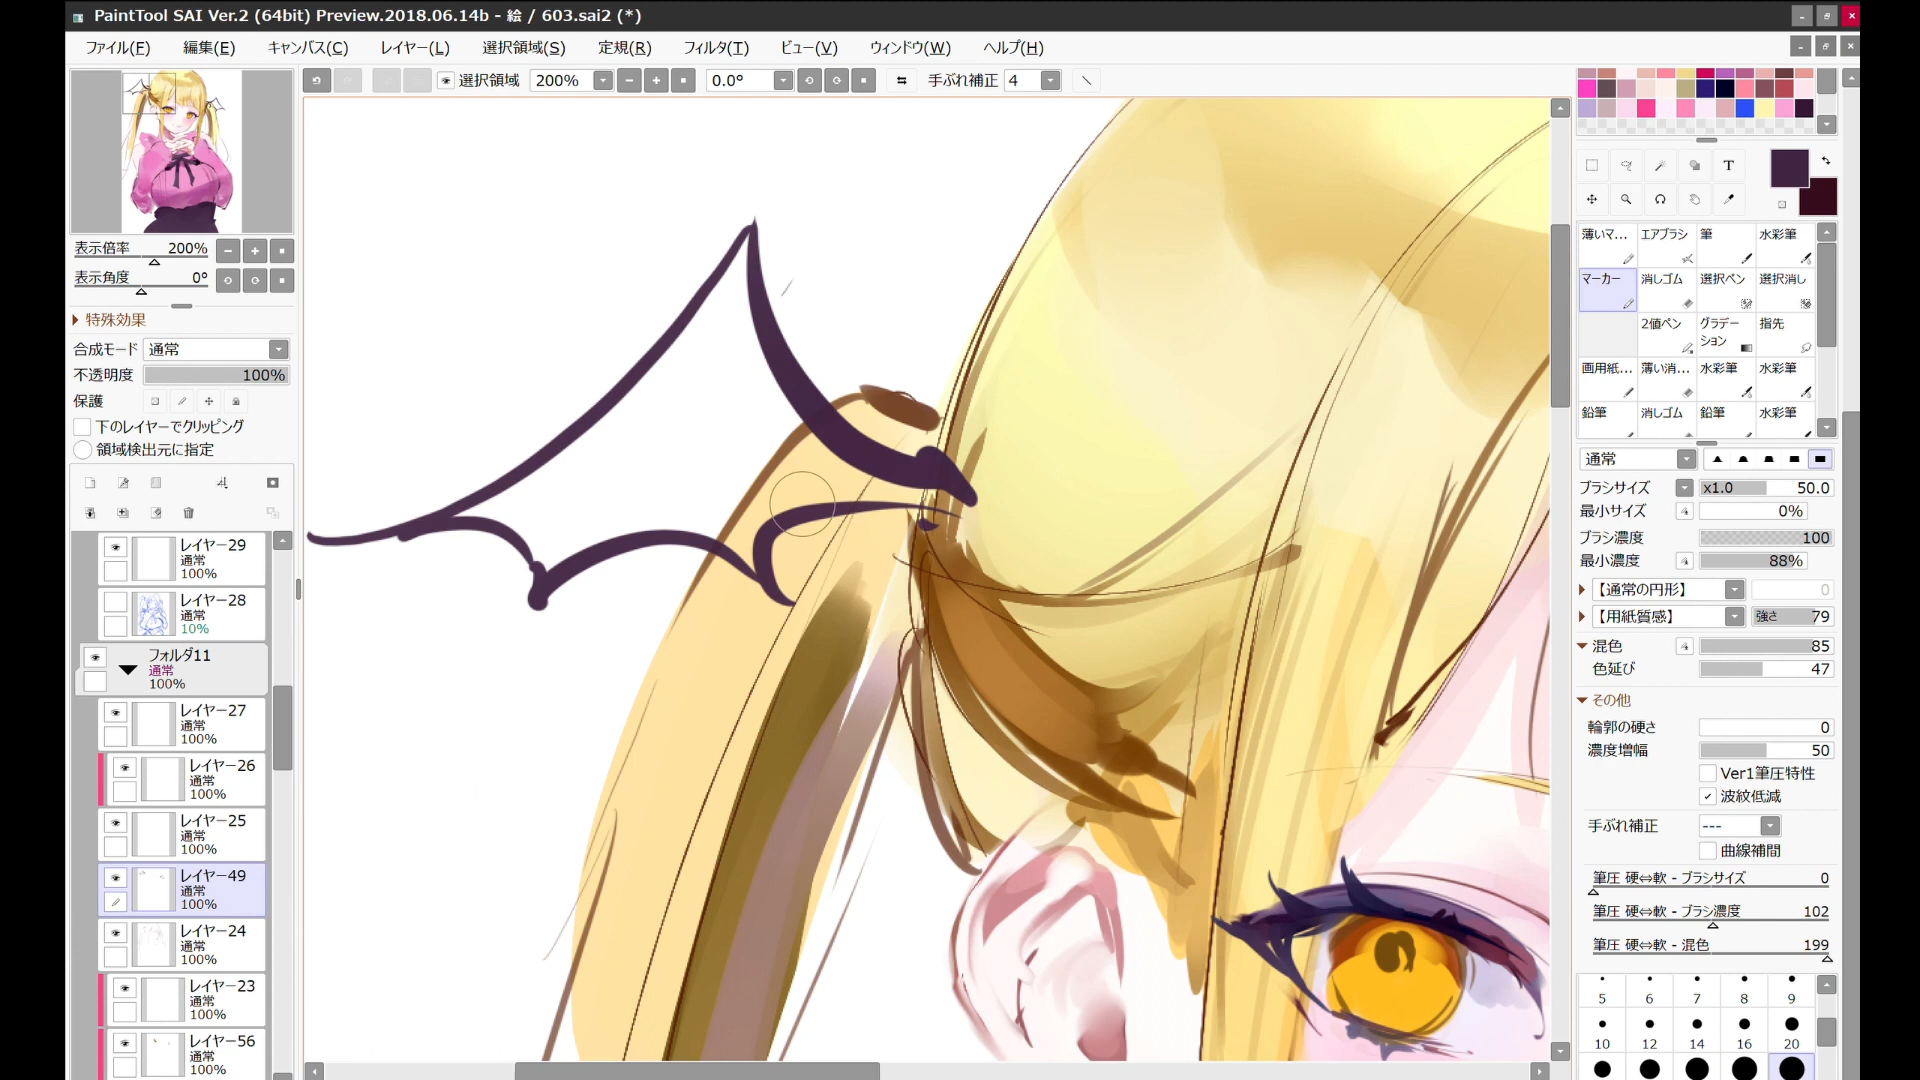 PaintTool SAI Ver.2 (64bit) Preview.2018.06.14b - 絵 / 603.sai2 (*)
ファイル(F) 編集(E) キャンバス(C) レイヤー(L) 選択領域(S) 定規(R) フィルタ(T) ビュー(V) ウィンドウ(W) ヘルプ(H)
選択領域 200% 0.0° 手ぶれ補正 4
表示倍率 200%
表示角度 0°
特殊効果
合成モード 通常
不透明度 100%
保護
下のレイヤーでクリッピング
領域検出元に指定
レイヤー29
通常
100%
レイヤー28
通常
10%
フォルダ11
通常
100%
レイヤー27
通常
100%
レイヤー26
通常
100%
レイヤー25
通常
100%
レイヤー49
通常
100%
レイヤー24
通常
100%
レイヤー23
通常
100%
レイヤー56
通常
100%
T
薄いマ... エアブラシ 筆 水彩筆
マーカー 消しゴム 選択ペン 選択消し
2値ペン グラデーション 指先
画用紙... 薄い消... 水彩筆 水彩筆
鉛筆 消しゴム 鉛筆 水彩筆
通常
ブラシサイズ x1.0 50.0
最小サイズ 0%
ブラシ濃度 100
最小濃度 88%
【通常の円形】 0
【用紙質感】 強さ 79
混色 85
色延び 47
その他
輪郭の硬さ 0
濃度増幅 50
Ver1筆圧特性
波紋低減
手ぶれ補正 ---
曲線補間
筆圧 硬⇔軟 - ブラシサイズ 0
筆圧 硬⇔軟 - ブラシ濃度 102
筆圧 硬⇔軟 - 混色 199
5 6 7 8 9
10 12 14 16 20